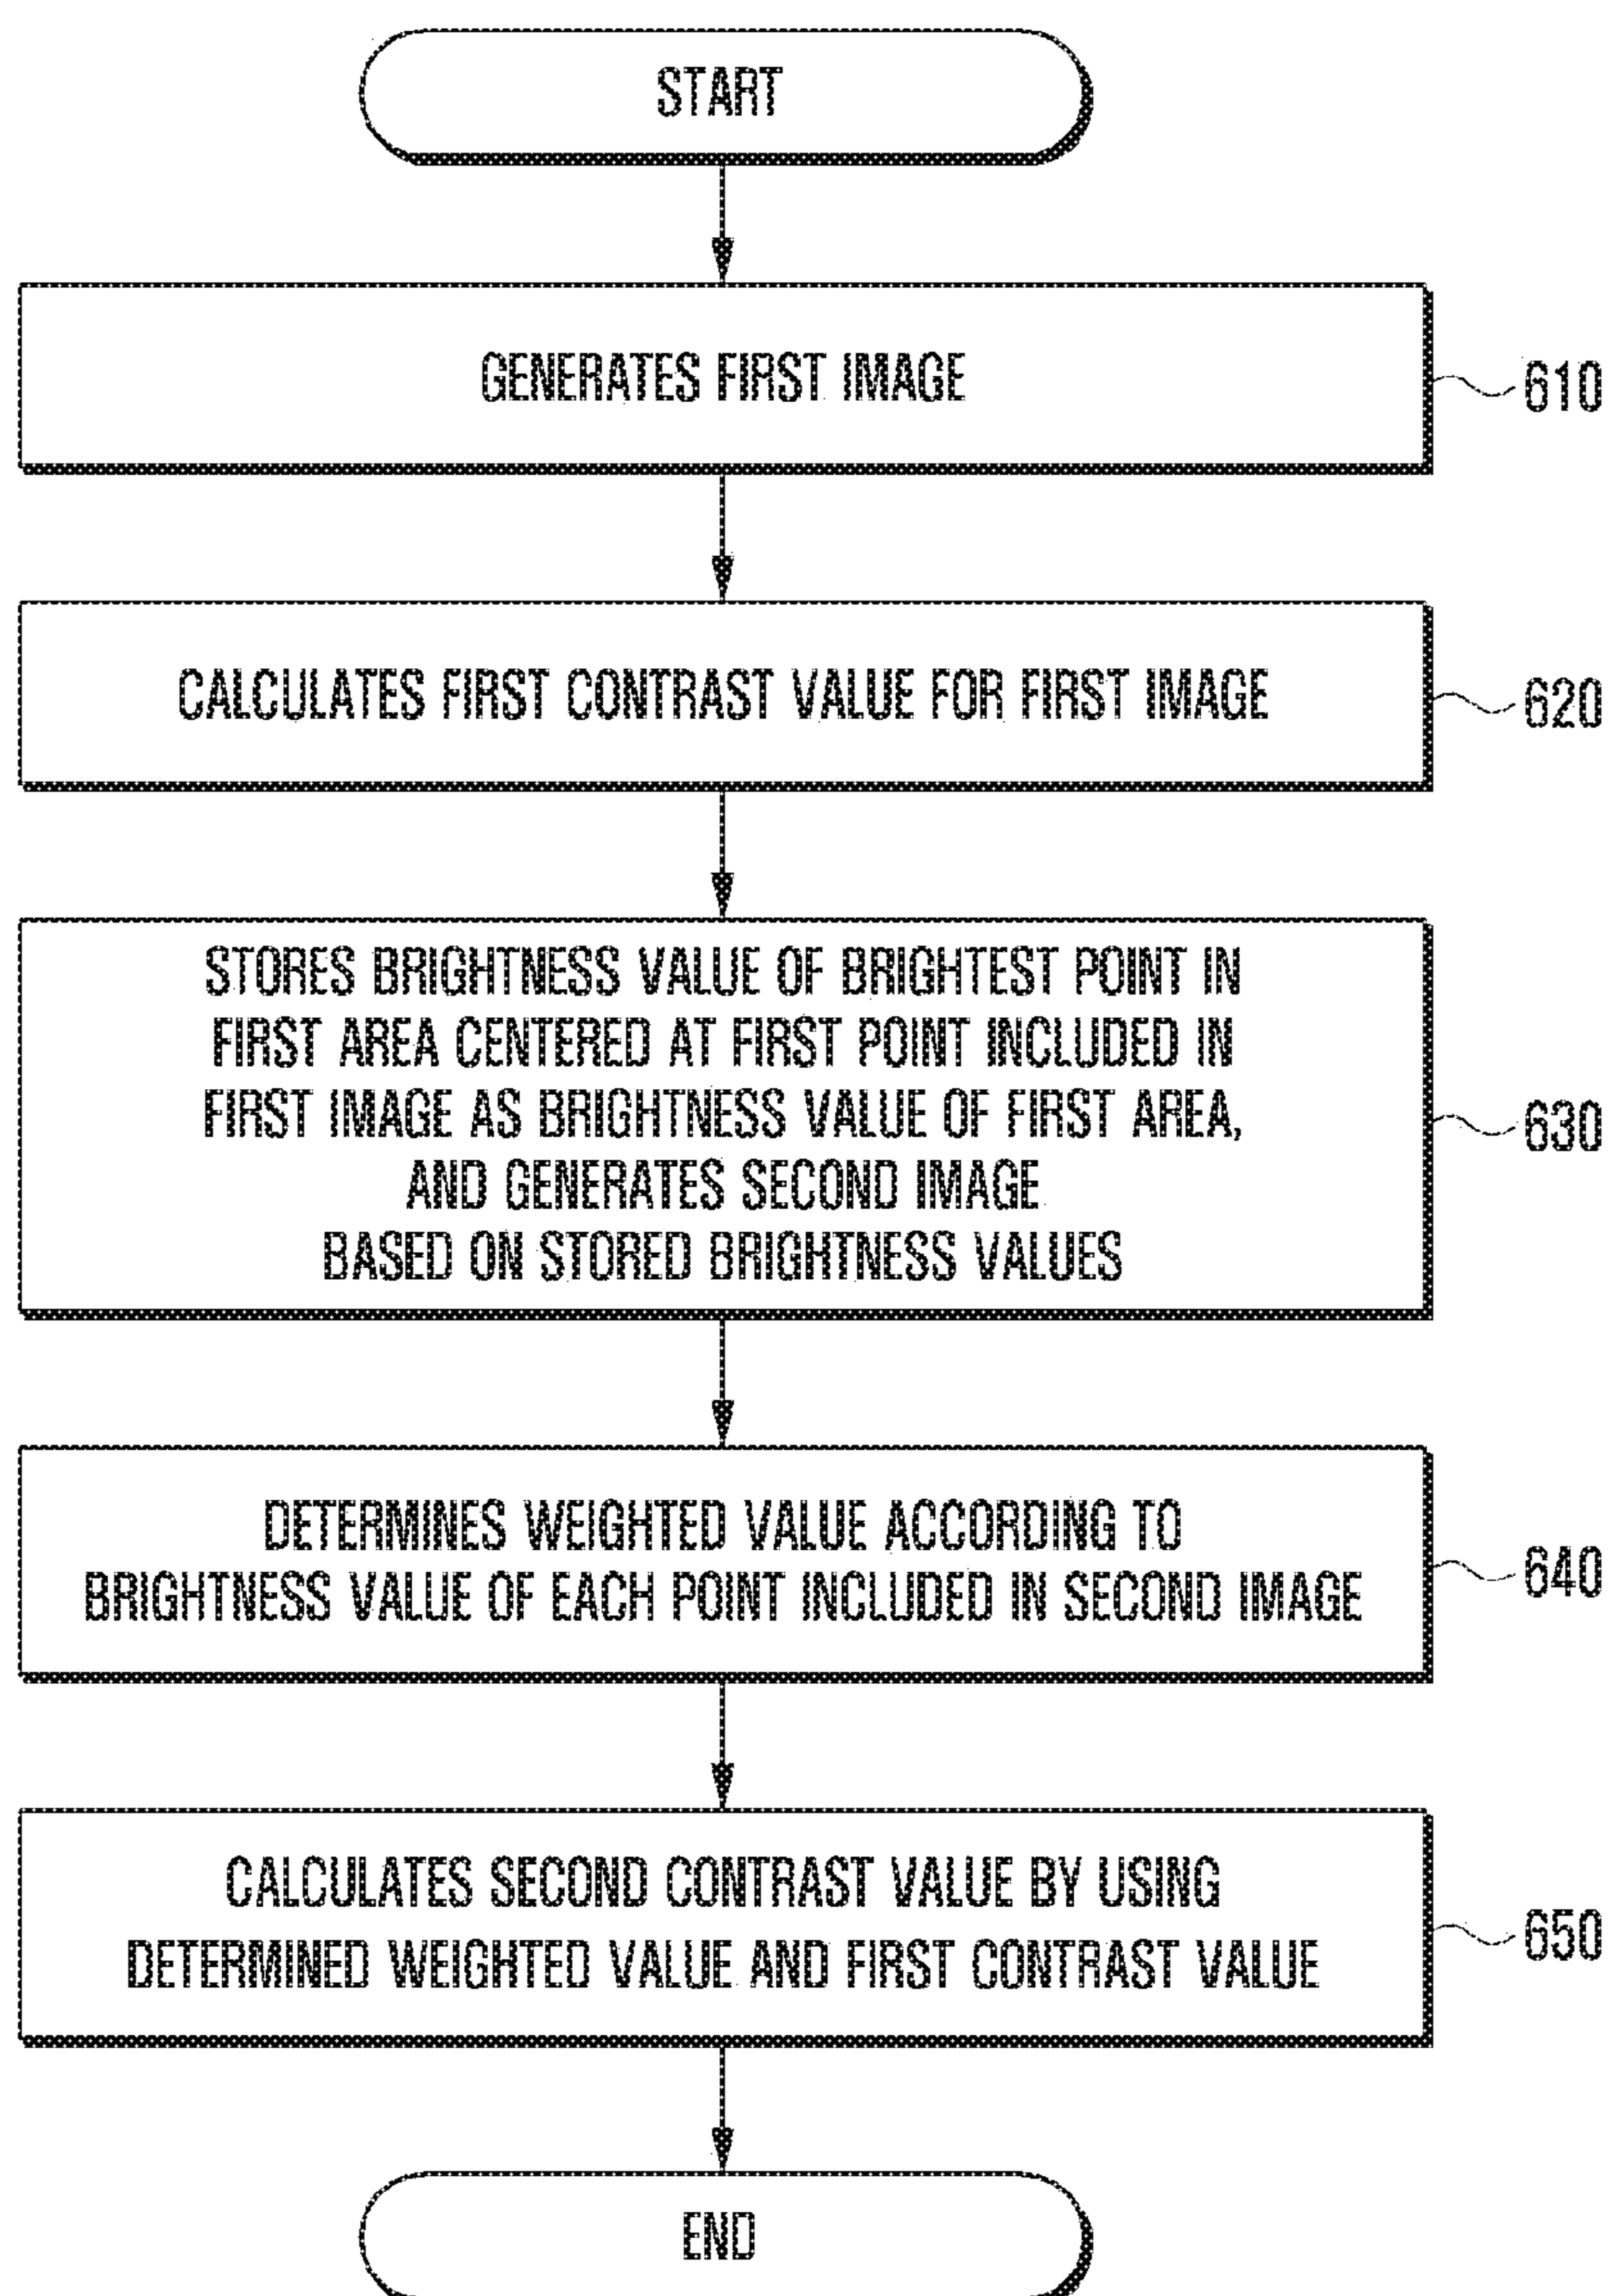 START
GENERATES FIRST IMAGE
610
CALCULATES FIRST CONTRAST VALUE FOR FIRST IMAGE
620
STORES BRIGHTNESS VALUE OF BRIGHTEST POINT IN
FIRST AREA CENTERED AT FIRST POINT INCLUDED IN
FIRST IMAGE AS BRIGHTNESS VALUE OF FIRST AREA,
AND GENERATES SECOND IMAGE
BASED ON STORED BRIGHTNESS VALUES
630
DETERMINES WEIGHTED VALUE ACCORDING TO
BRIGHTNESS VALUE OF EACH POINT INCLUDED IN SECOND IMAGE
640
CALCULATES SECOND CONTRAST VALUE BY USING
DETERMINED WEIGHTED VALUE AND FIRST CONTRAST VALUE
650
END